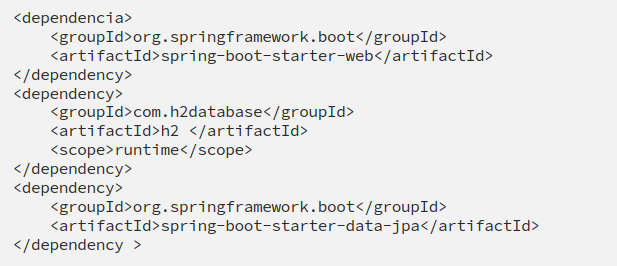 <dependencia>
    <groupId>org.springframework.boot</groupId>
    <artifactId>spring-boot-starter-web</artifactId>
</dependency>
<dependency>
    <groupId>com.h2database</groupId>
    <artifactId>h2 </artifactId>
    <scope>runtime</scope>
</dependency>
<dependency>
    <groupId>org.springframework.boot</groupId>
    <artifactId>spring-boot-starter-data-jpa</artifactId>
</dependency >